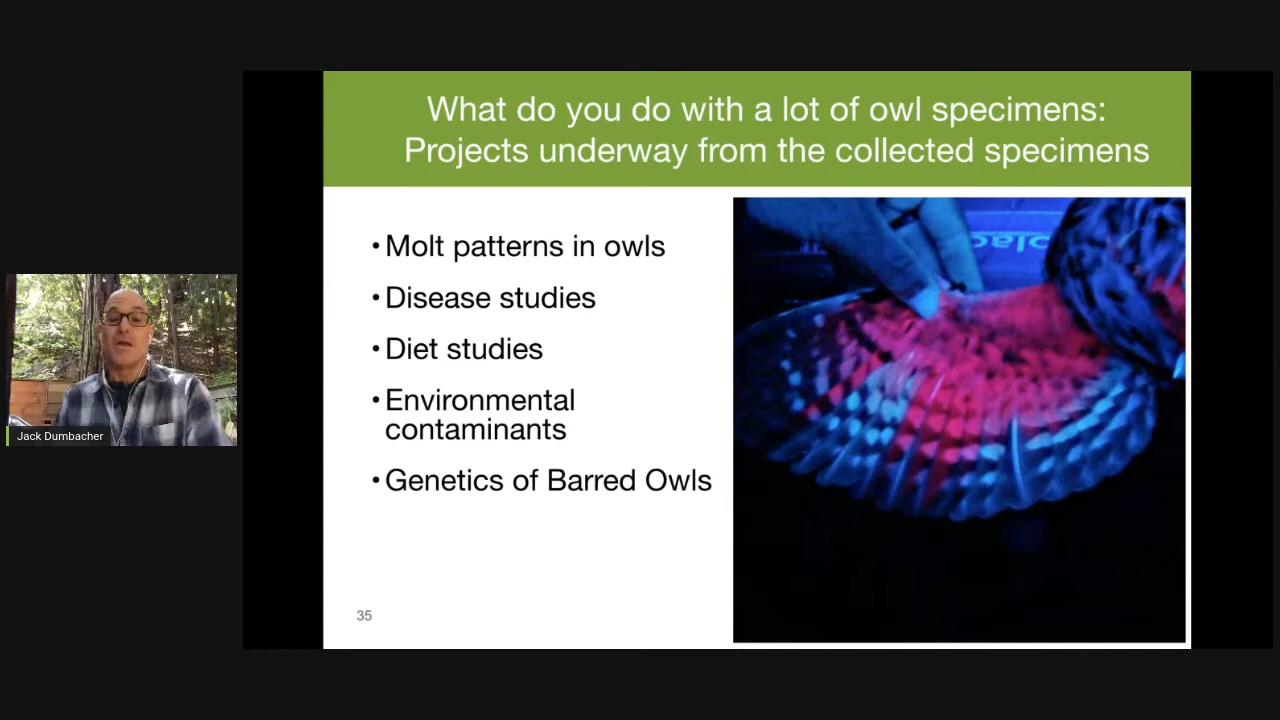 What do you do with a lot of owl specimens:
Projects underway from the collected specimens
• Molt patterns in owls
• Disease studies
• Diet studies
• Environmental
contaminants
• Genetics of Barred Owls
35
Jack Dumbacher